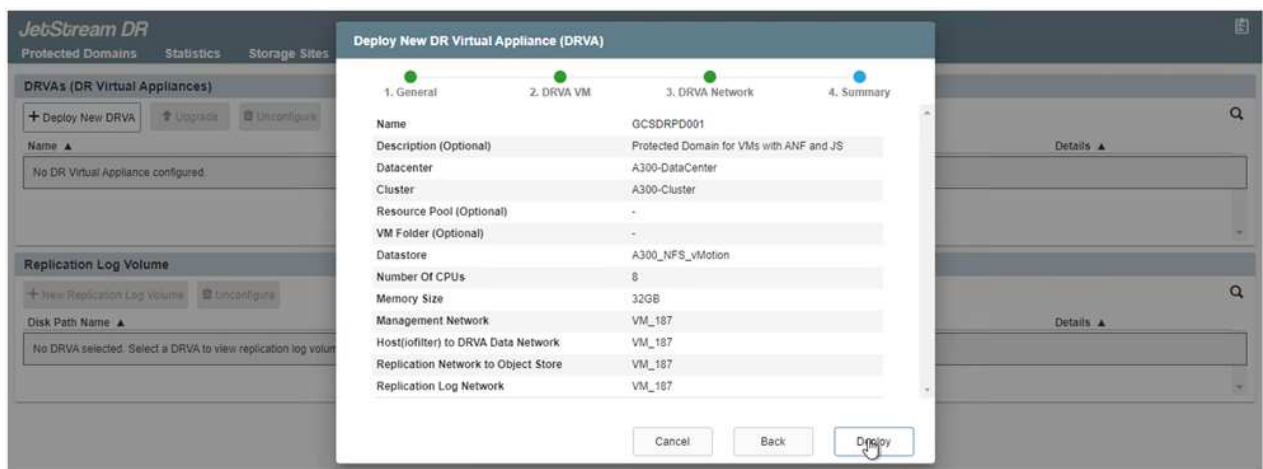 JetStream DR
Protected Domains Statistics Storage Sites
DRVAs (DR Virtual Appliances)
+ Deploy New DRVA Upgrade Unconfigure
Name ▲ Details ▲
No DR Virtual Appliance configured.
Replication Log Volume
+ New Replication Log Volume Unconfigure
Disk Path Name ▲ Details ▲
No DRVA selected. Select a DRVA to view replication log
Deploy New DR Virtual Appliance (DRVA)
1. General 2. DRVA VM 3. DRVA Network 4. Summary
Name GCSDRPD001
Description (Optional) Protected Domain for VMs with ANF and JS
Datacenter A300-DataCenter
Cluster A300-Cluster
Resource Pool (Optional) -
VM Folder (Optional) -
Datastore A300_NFS_vMotion
Number Of CPUs 8
Memory Size 32GB
Management Network VM_187
Host(iofilter) to DRVA Data Network VM_187
Replication Network to Object Store VM_187
Replication Log Network VM_187
Cancel Back Deploy